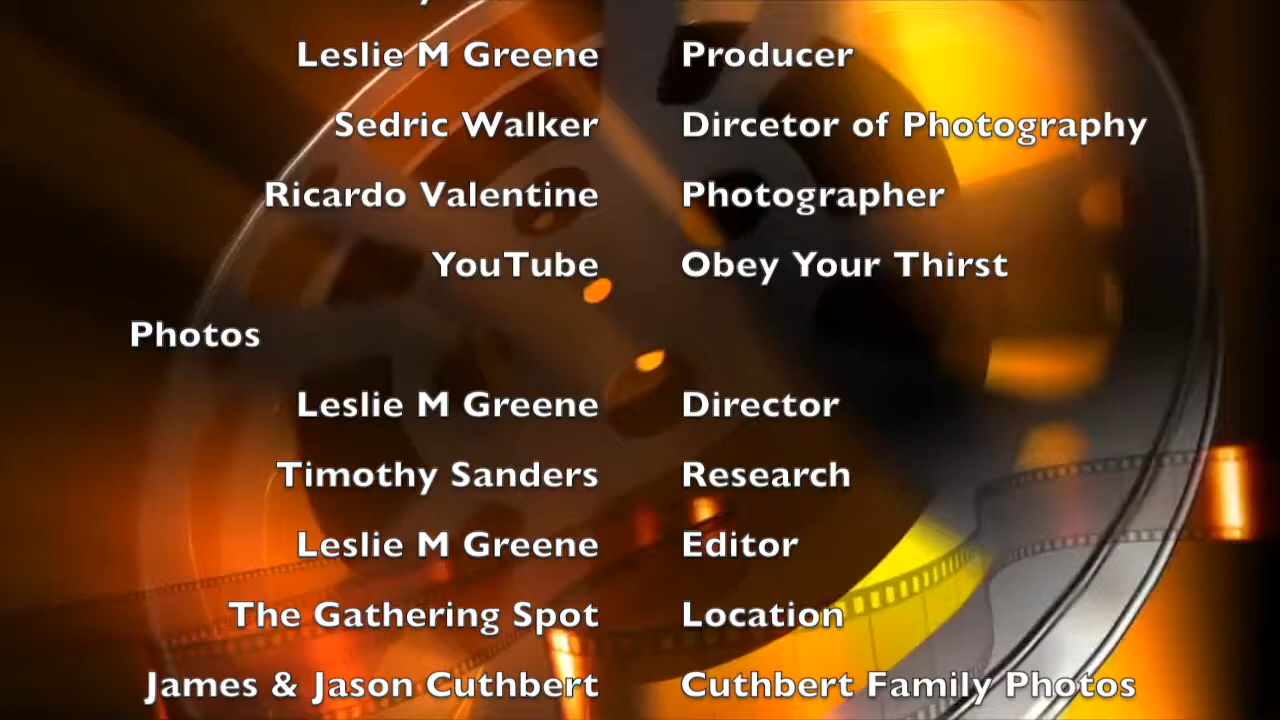 Leslie M Greene Producer
Sedric Walker Dircetor of Photography
Ricardo Valentine Photographer
YouTube Obey Your Thirst
Photos
Leslie M Greene Director
Timothy Sanders Research
Leslie M Greene Editor
The Gathering Spot Location
James & Jason Cuthbert Cuthbert Family Photos